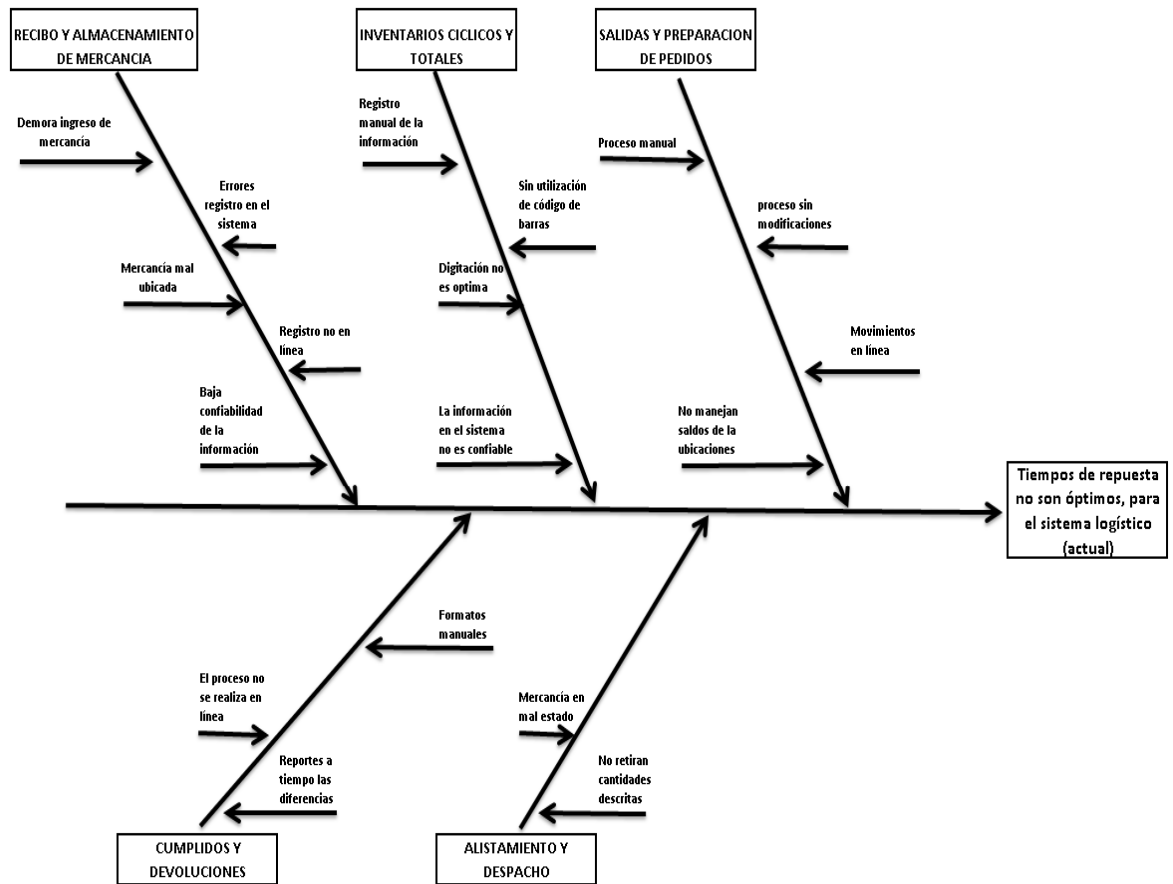 RECIBO Y ALMACENAMIENTO
DE MERCANCIA
INVENTARIOS CICLICOS Y
TOTALES
SALIDAS Y PREPARACION
DE PEDIDOS
Demora ingreso de
mercancía
Errores
registro en el
sistema
Mercancía mal
ubicada
Registro no en
línea
Baja
confiabilidad
de la
información
Registro
manual de la
información
Sin utilización
de código de
barras
Digitación no
es optima
La información
en el sistema
no es confiable
Proceso manual
proceso sin
modificaciones
Movimientos
en línea
No manejan
saldos de la
ubicaciones
Tiempos de repuesta
no son óptimos, para
el sistema logístico
(actual)
Formatos
manuales
El proceso no
se realiza en
línea
Reportes a
tiempo las
diferencias
Mercancía en
mal estado
No retiran
cantidades
descritas
CUMPLIDOS Y
DEVOLUCIONES
ALISTAMIENTO Y
DESPACHO